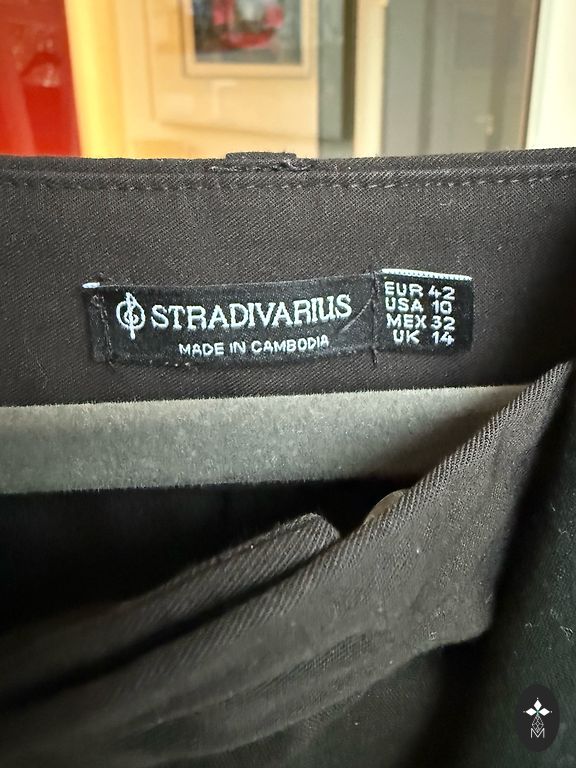 STRADIVARIUS
MADE IN CAMBODIA
EUR 42
USA 10
MEX 32
UK 14
M